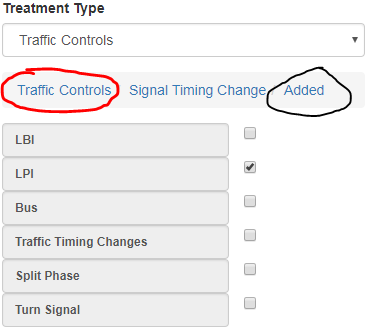 Treatment Type
Traffic Controls
Traffic Controls Signal Timing Change Added
LBI
LPI
Bus
Traffic Timing Changes
Split Phase
Turn Signal